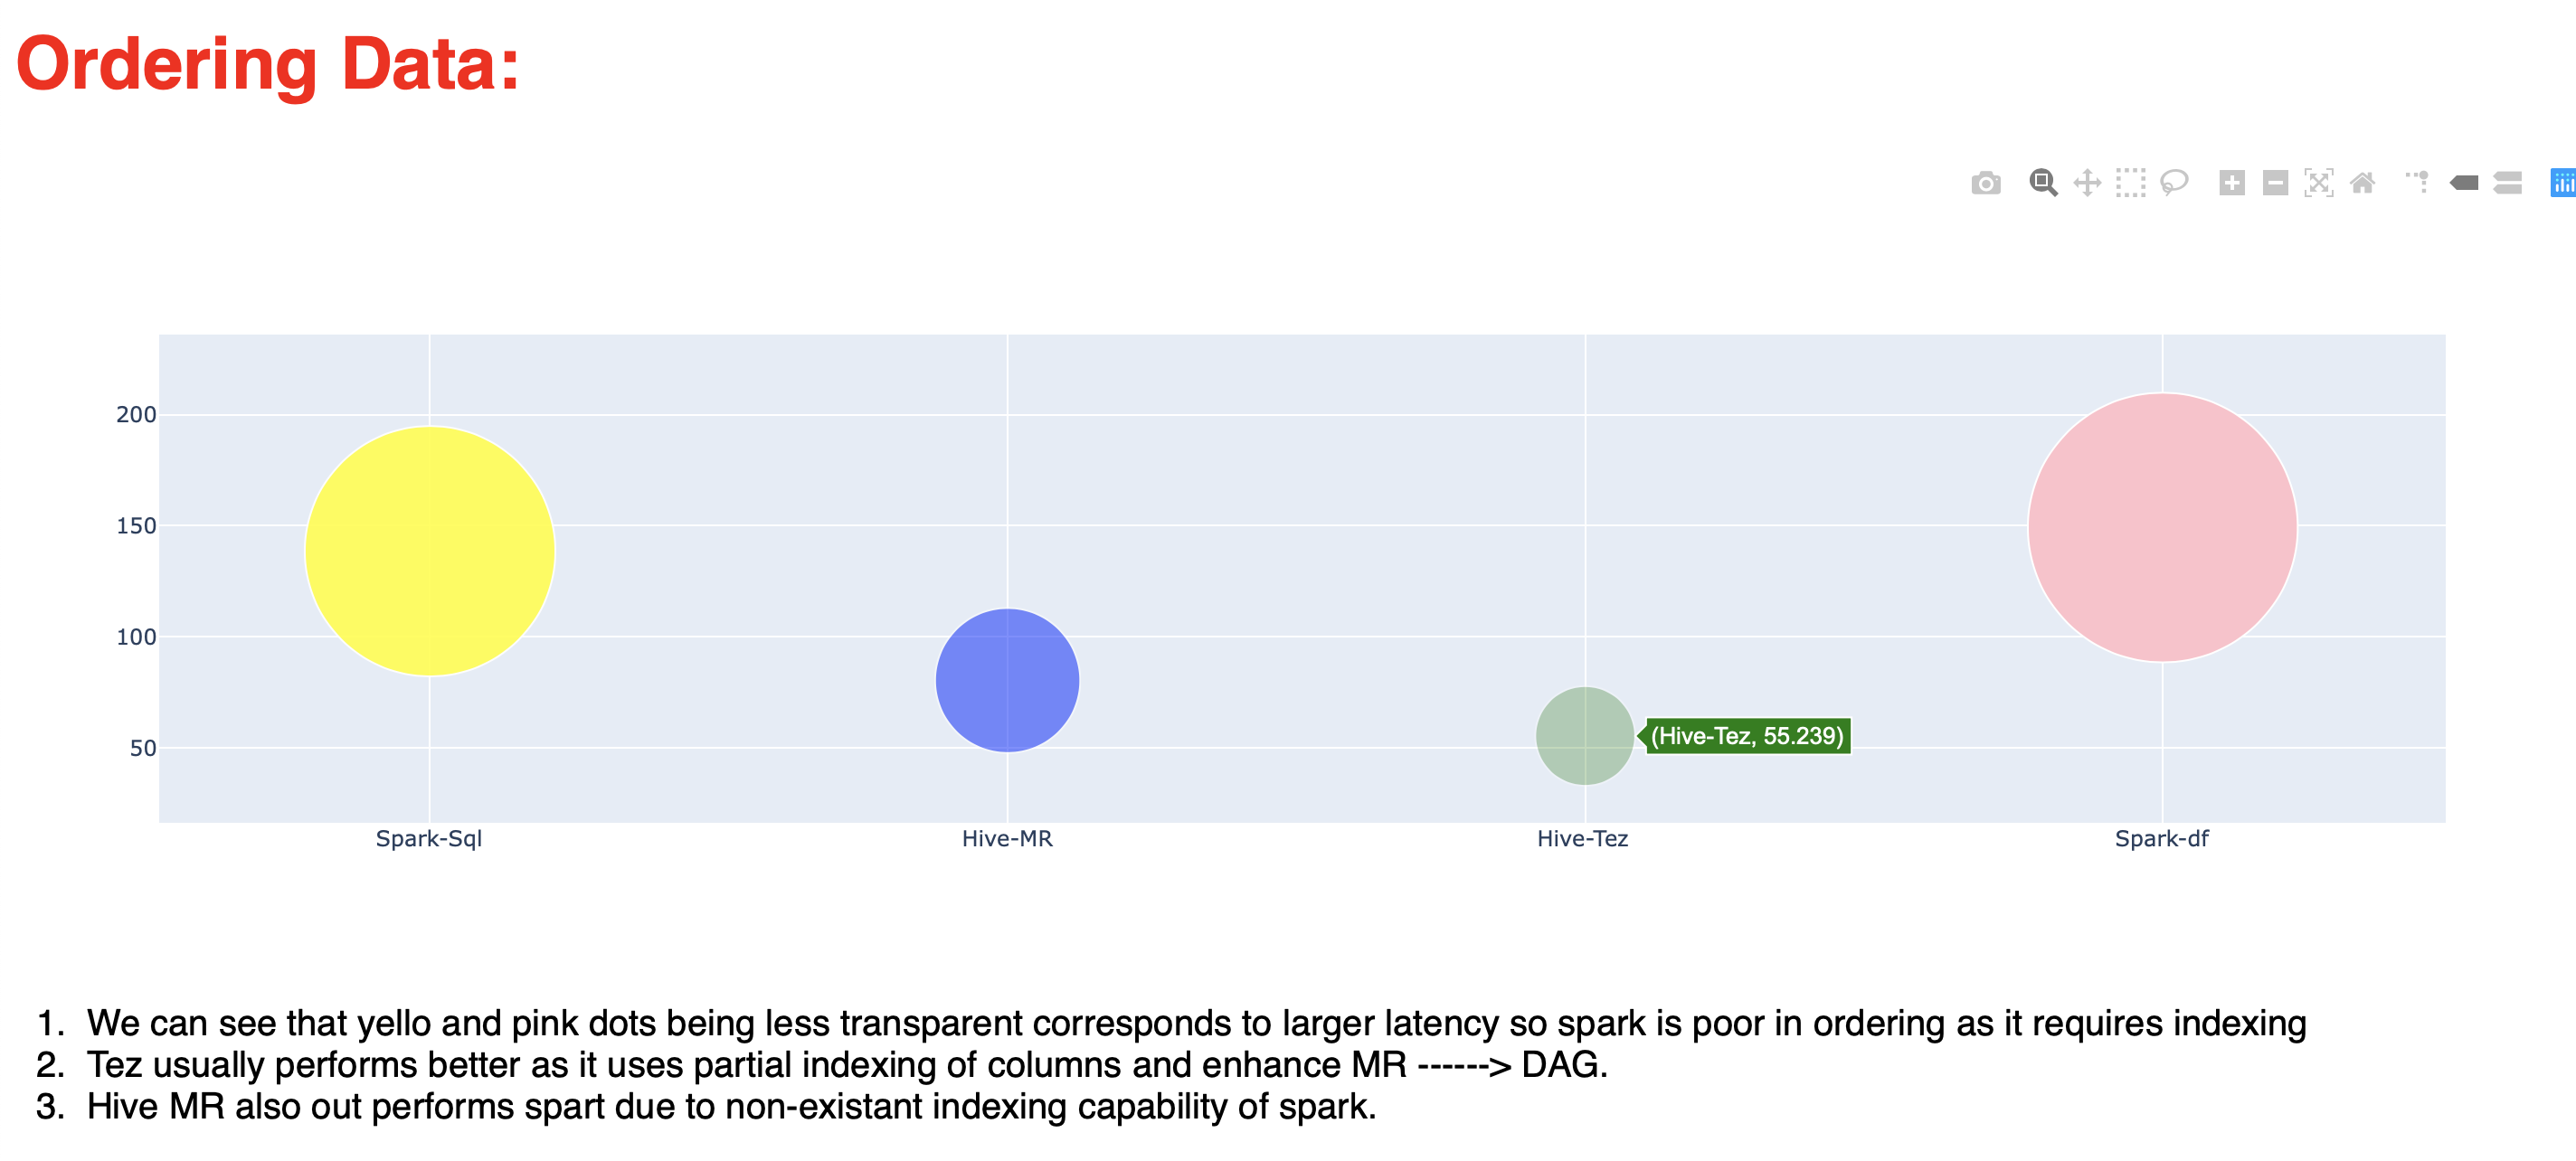 Ordering Data:
200
150
100
50
(Hive-Tez, 55.239)
Spark-Sql
Hive-MR
Hive-Tez
Spark-df
1. We can see that yello and pink dots being less transparent corresponds to larger latency so spark is poor in ordering as it requires indexing
2. Tez usually performs better as it uses partial indexing of columns and enhance MR ------> DAG.
3. Hive MR also out performs spart due to non-existant indexing capability of spark.